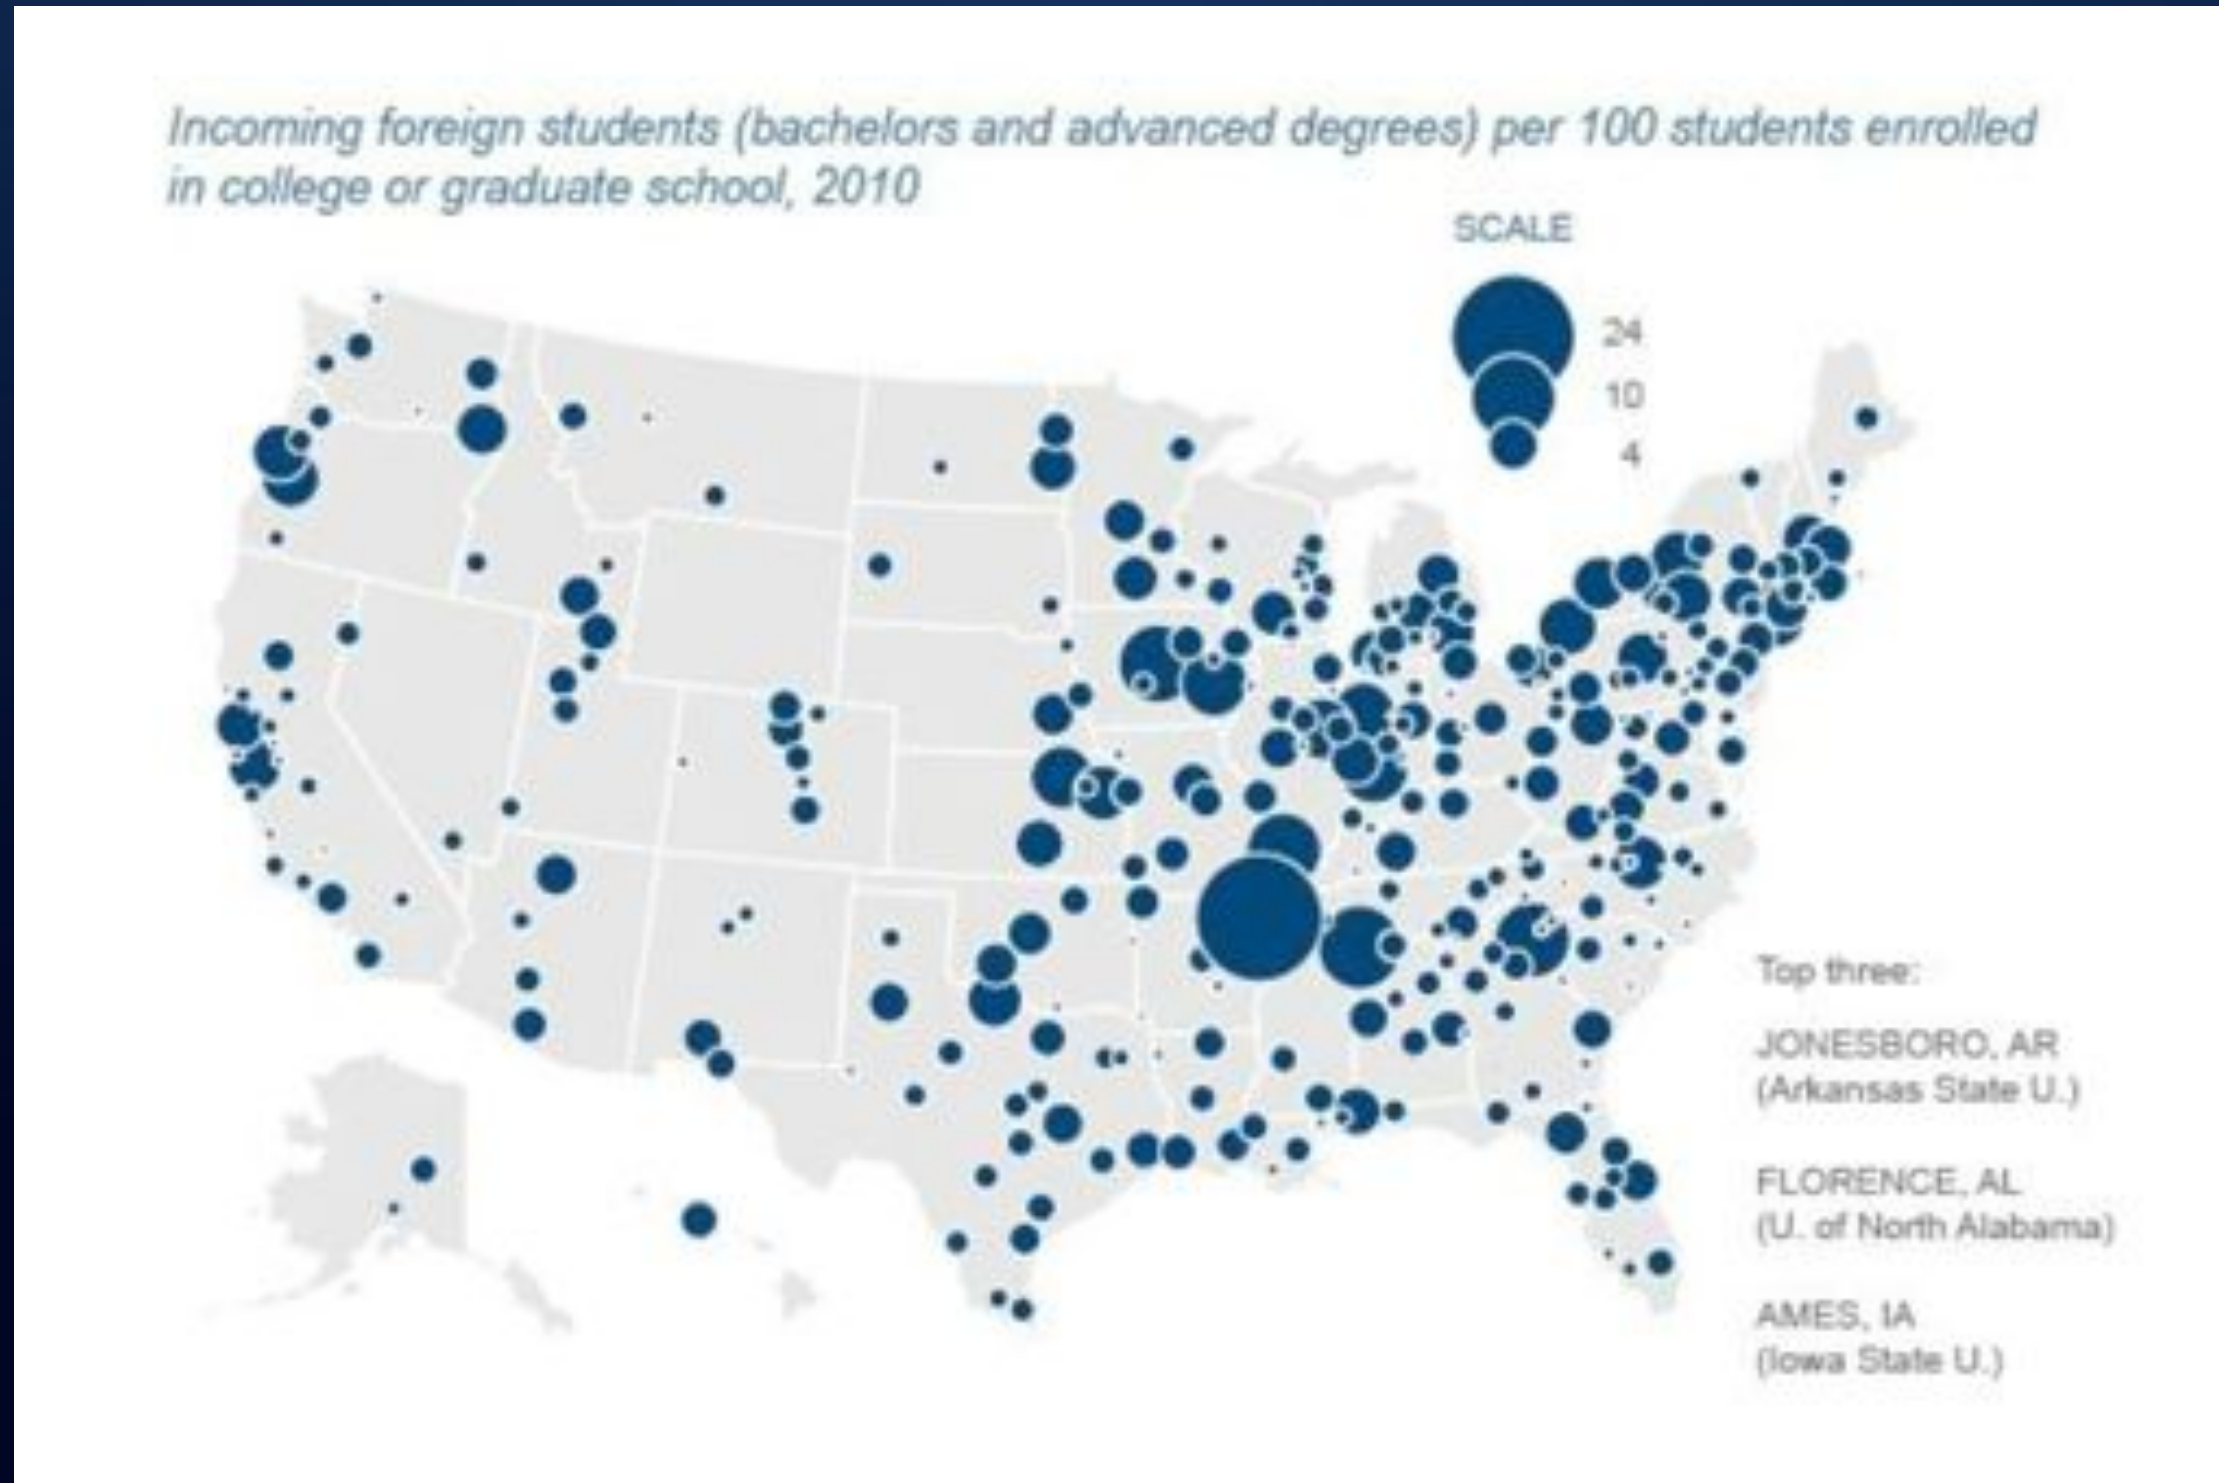 Incoming foreign students (bachelors and advanced degrees) per 100 students enrolled
in college or graduate school, 2010
SCALE
24
10
4
Top three:
JONESBORO, AR
(Arkansas State U.)
FLORENCE, AL
(U. of North Alabama)
AMES, IA
(Iowa State U.)